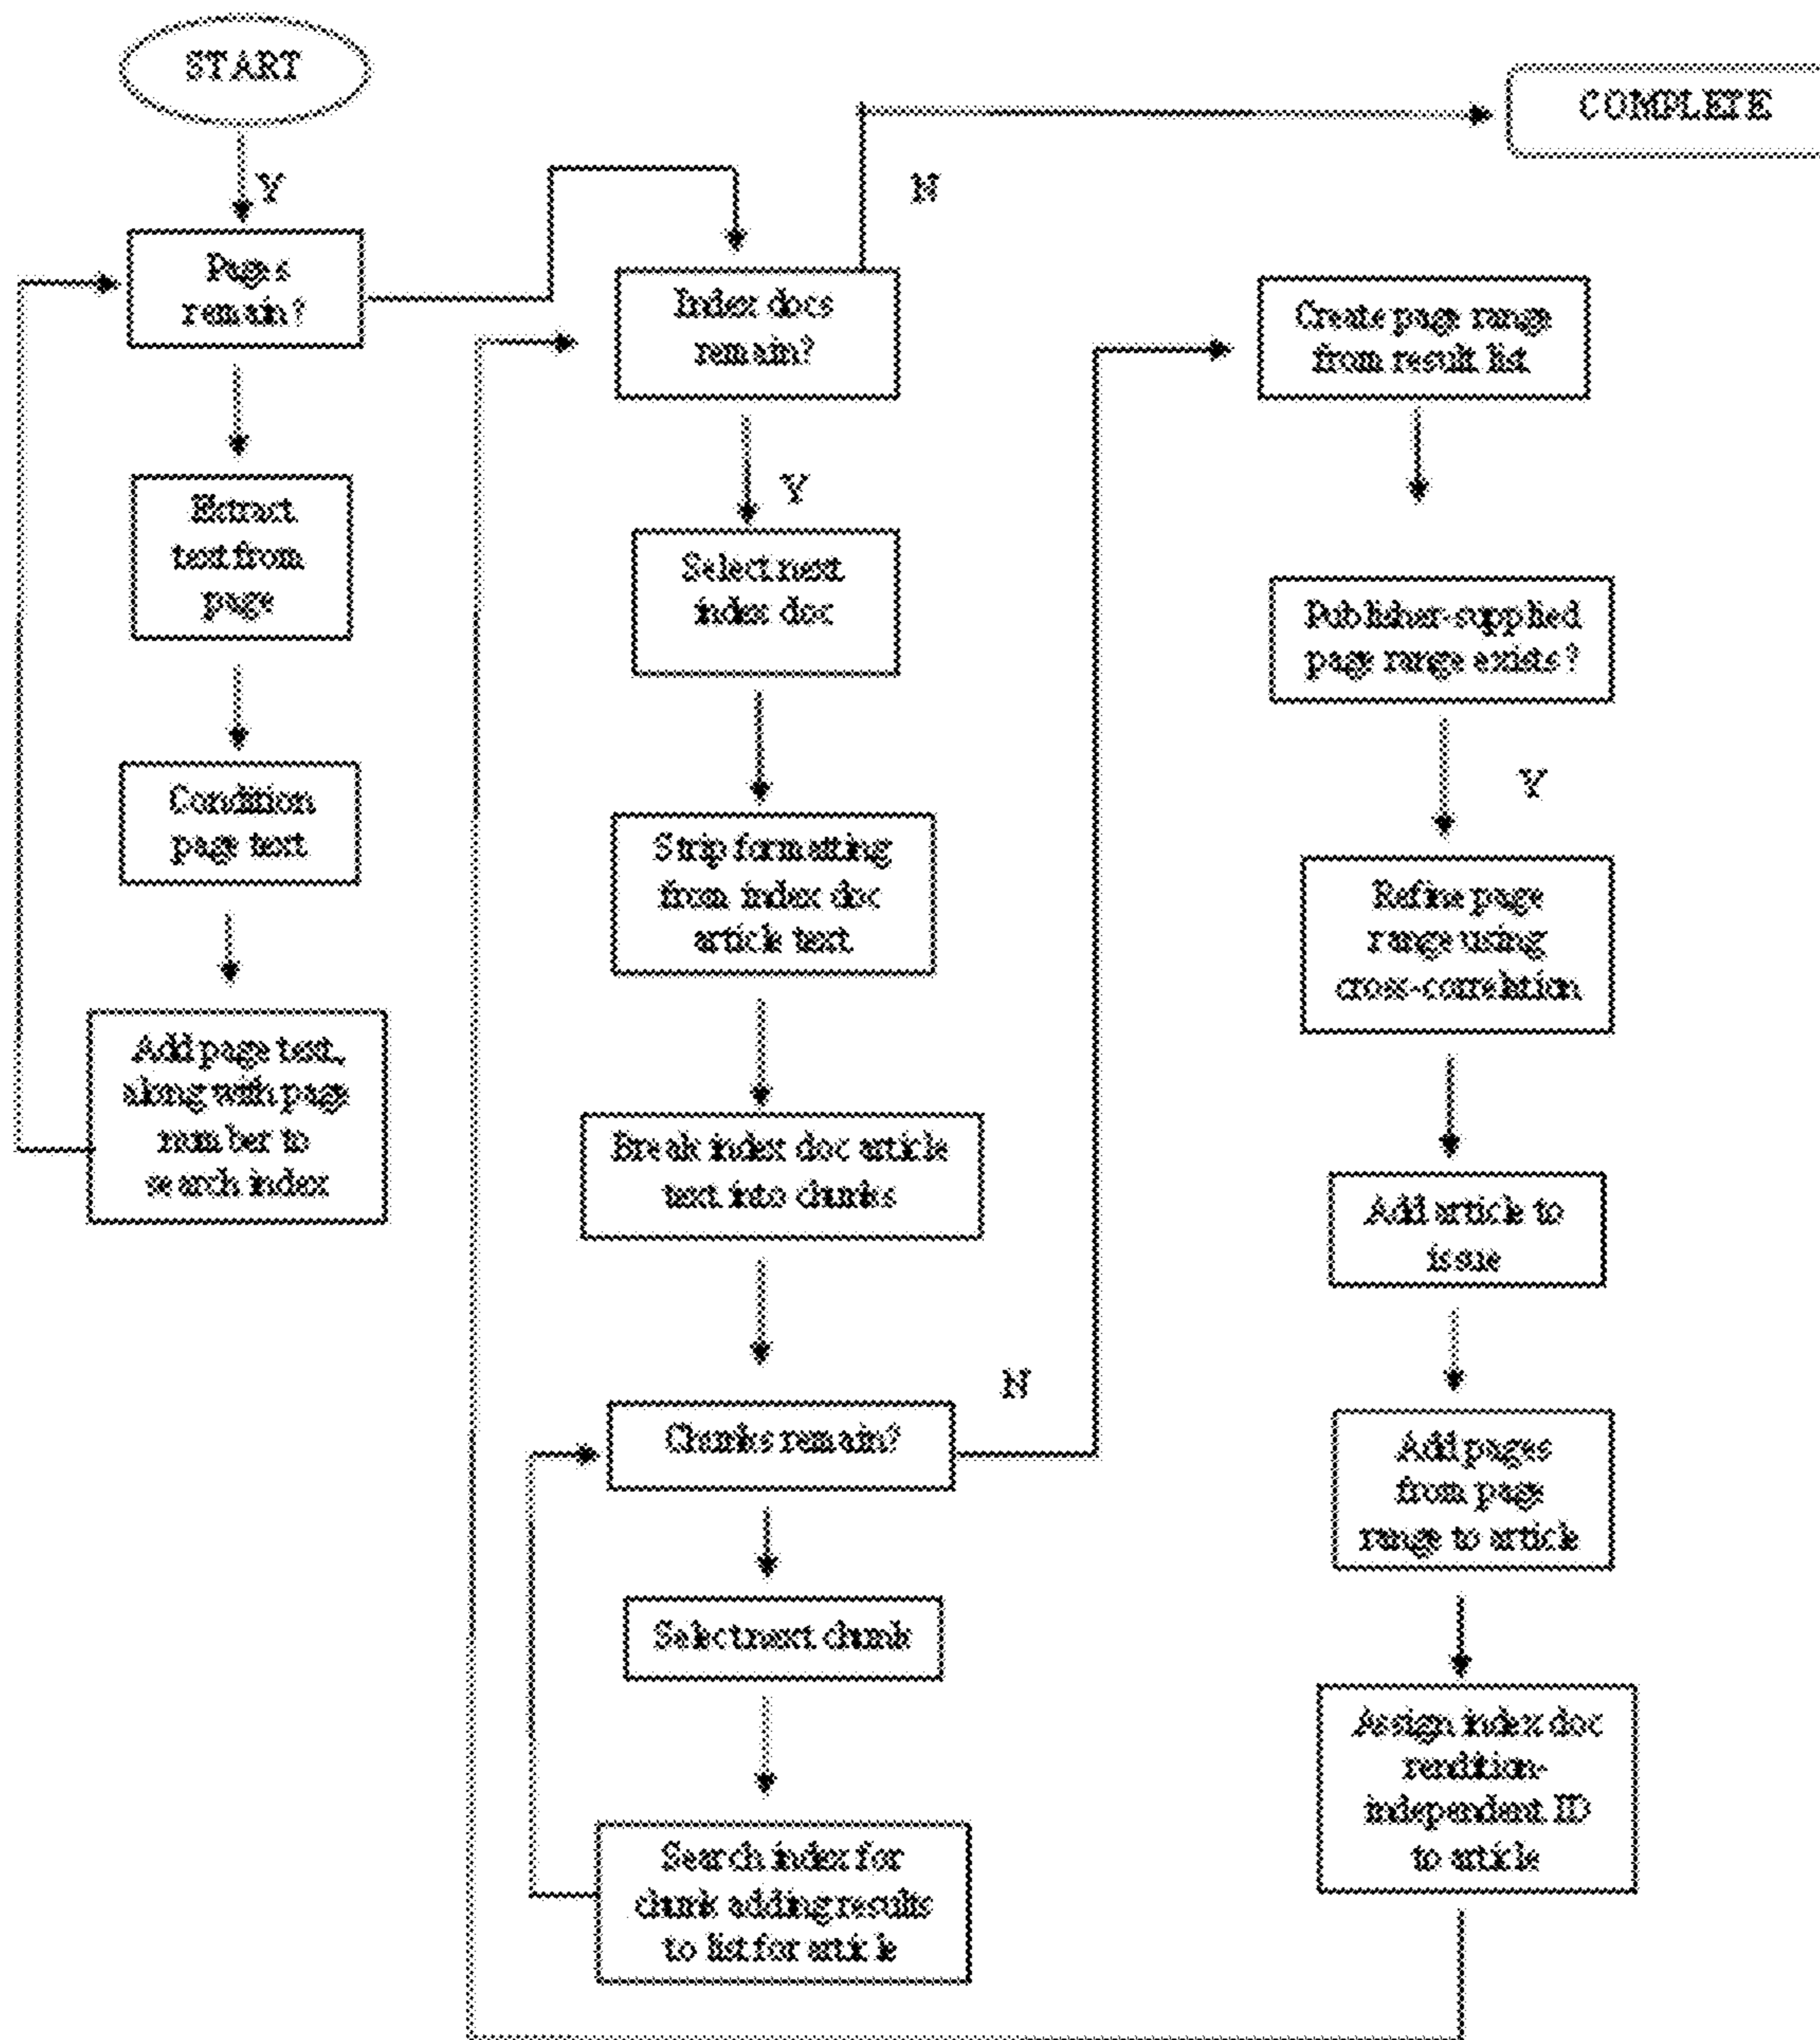 START
Y
Pages
remain?
Extract
text from
page
Condition
page text
Add page text,
along with page
number to
search index
Index docs
remain?
N
COMPLETE
Y
Select next
index doc
Strip formatting
from index doc
article text
Break index doc article
text into chunks
Chunks remain?
N
Select next chunk
Search index for
chunk adding results
to list for article
Create page range
from result list
Publisher-supplied
page range exists?
Y
Refine page
range using
cross-correlation
Add article to
issue
Add pages
from page
range to article
Assign index doc
rendition-
independent ID
to article